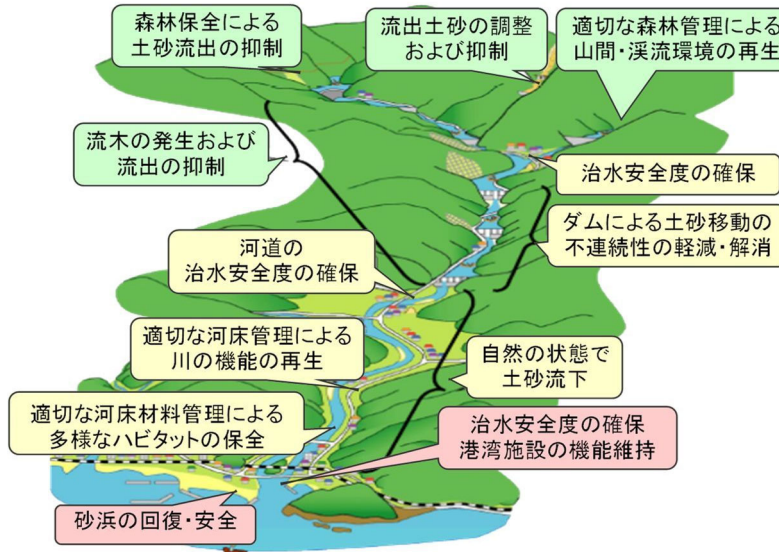 森林保全による
土砂流出の抑制
流出土砂の調整
および抑制
適切な森林管理による
山間・渓流環境の再生
流木の発生および
流出の抑制
治水安全度の確保
ダムによる土砂移動の
不連続性の軽減・解消
河道の
治水安全度の確保
適切な河床管理による
川の機能の再生
自然の状態で
土砂流下
適切な河床材料管理による
多様なハビタットの保全
治水安全度の確保
港湾施設の機能維持
砂浜の回復・安全